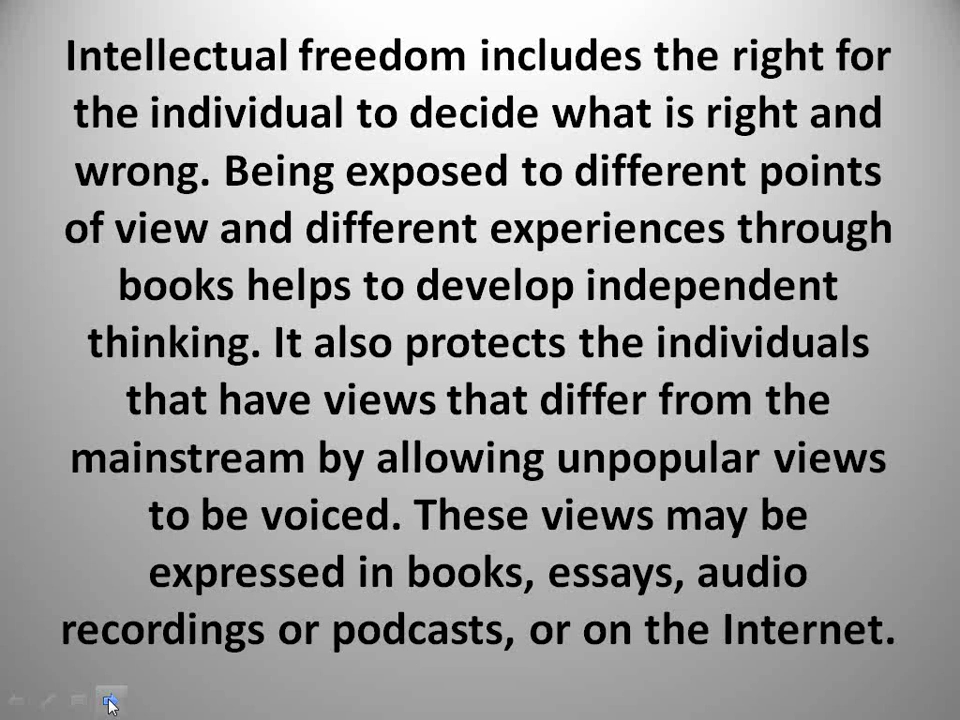 Intellectual freedom includes the right for
the individual to decide what is right and
wrong. Being exposed to different points
of view and different experiences through
books helps to develop independent
thinking. It also protects the individuals
that have views that differ from the
mainstream by allowing unpopular views
to be voiced. These views may be
expressed in books, essays, audio
recordings or podcasts, or on the Internet.